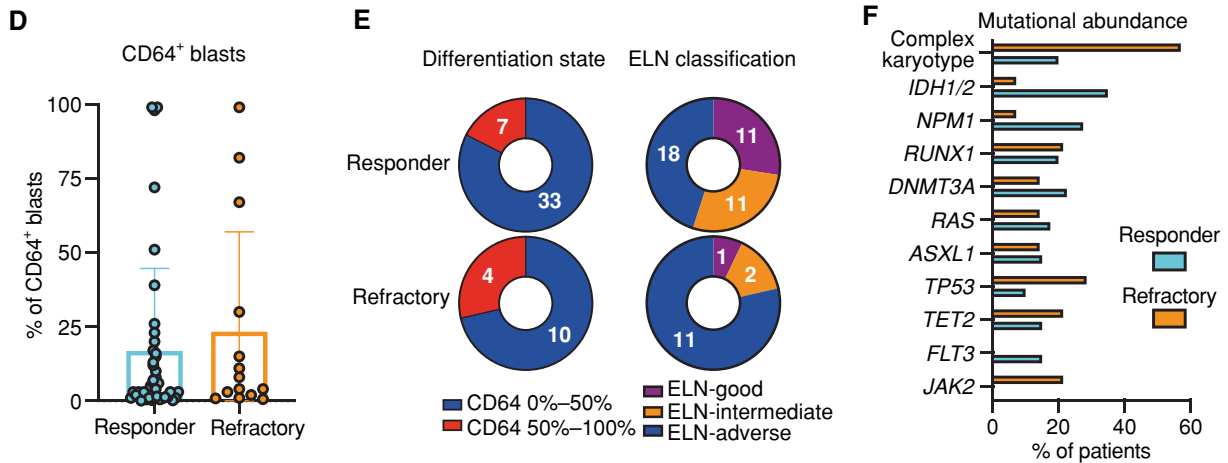 D
CD64+ blasts
% of CD64+ blasts
100
75
50
25
0
Responder
Refractory
E
Differentiation state
ELN classification
Responder
7
33
18
11
11
Refractory
4
10
1
2
11
CD64 0%–50%
CD64 50%–100%
ELN-good
ELN-intermediate
ELN-adverse
F
Mutational abundance
Complex
karyotype
IDH1/2
NPM1
RUNX1
DNMT3A
RAS
ASXL1
TP53
TET2
FLT3
JAK2
Responder
Refractory
0
20
40
60
% of patients